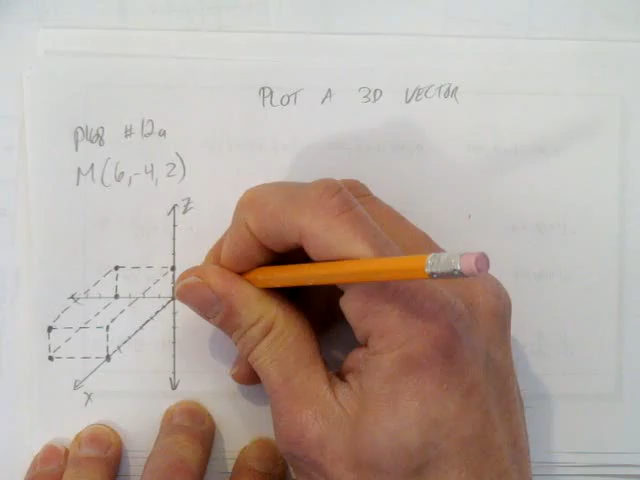 PLOT A 3D VECTOR
p168 #12a
M(6,-4,2)
Z
X